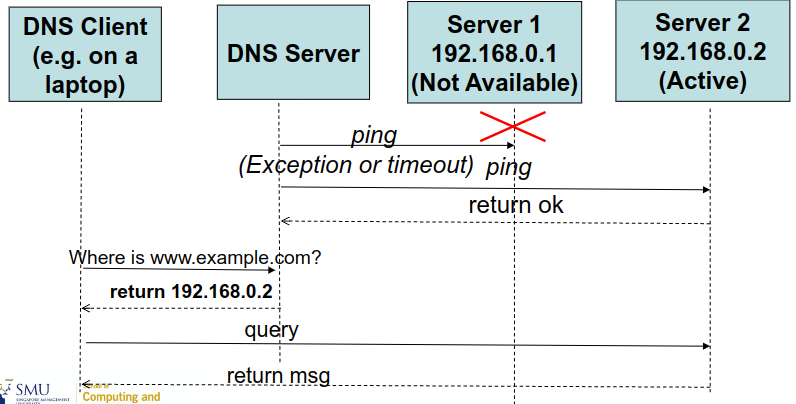 DNS Client
(e.g. on a
laptop)
DNS Server
Server 1
192.168.0.1
(Not Available)
Server 2
192.168.0.2
(Active)
ping
(Exception or timeout) ping
return ok
Where is www.example.com?
return 192.168.0.2
query
return msg
SMU
SINGAPORE MANAGEMENT
Computing and